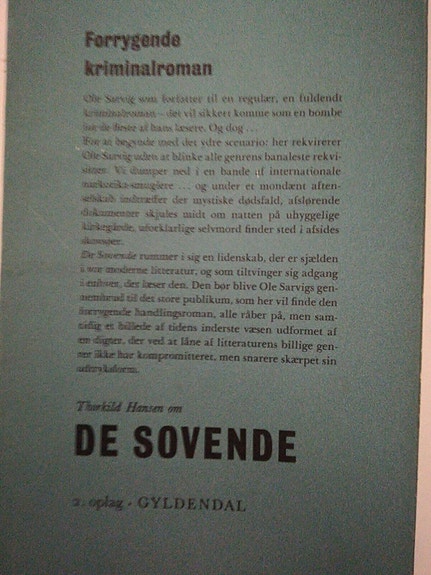 Forrygende
kriminalroman
Ole Sarvig som forfatter til en regulær, en fuldendt
kriminalroman – det vil sikkert komme som en bombe
for de fleste af hans læsere. Og dog ...
For at begynde med det ydre scenario: her rekvirerer
Ole Sarvig uden at blinke alle genrens banaleste rekvi-
sitter. Vi dumper ned i en bande af internationale
narkotika-smuglere ... og under et mondænt aften-
selskab indtræffer det mystiske dødsfald, afslørende
dokumenter skjules midt om natten på uhyggelige
kirkegårde, uforklarlige selvmord finder sted i afsides
skovsøer.
De Sovende rummer i sig en lidenskab, der er sjælden
i vor moderne litteratur, og som tiltvinger sig adgang
i enhver, der læser den. Den bør blive Ole Sarvigs gen-
nembrud til det store publikum, som her vil finde den
forrygende handlingsroman, alle råber på, men sam-
tidig et billede af tidens inderste væsen udformet af
en digter, der ved at låne af litteraturens billige gen-
rer ikke har kompromitteret, men snarere skærpet sin
udtryksform.
Thorkild Hansen om
DE SOVENDE
2. oplag - GYLDENDAL